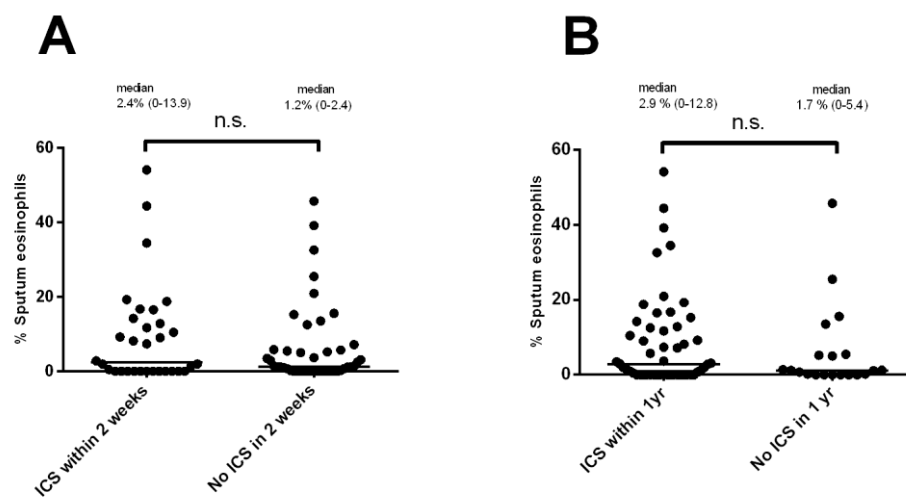 A
median
2.4% (0-13.9)
median
1.2% (0-2.4)
n.s.
% Sputum eosinophils
60
40
20
0
ICS within 2 weeks
No ICS in 2 weeks
B
median
2.9 % (0-12.8)
median
1.7 % (0-5.4)
n.s.
% Sputum eosinophils
60
40
20
0
ICS within 1yr
No ICS in 1 yr